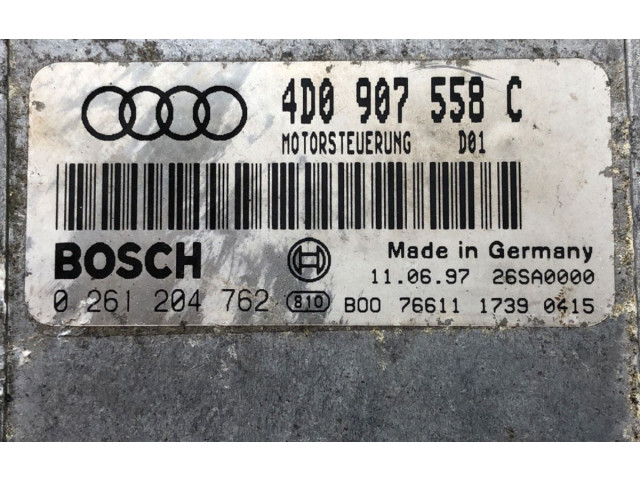 4D0 907 558 C
MOTORSTEUERUNG D01
BOSCH
Made in Germany
11.06.97 26SA0000
0 261 204 762 810 B00 76611 1739 0415